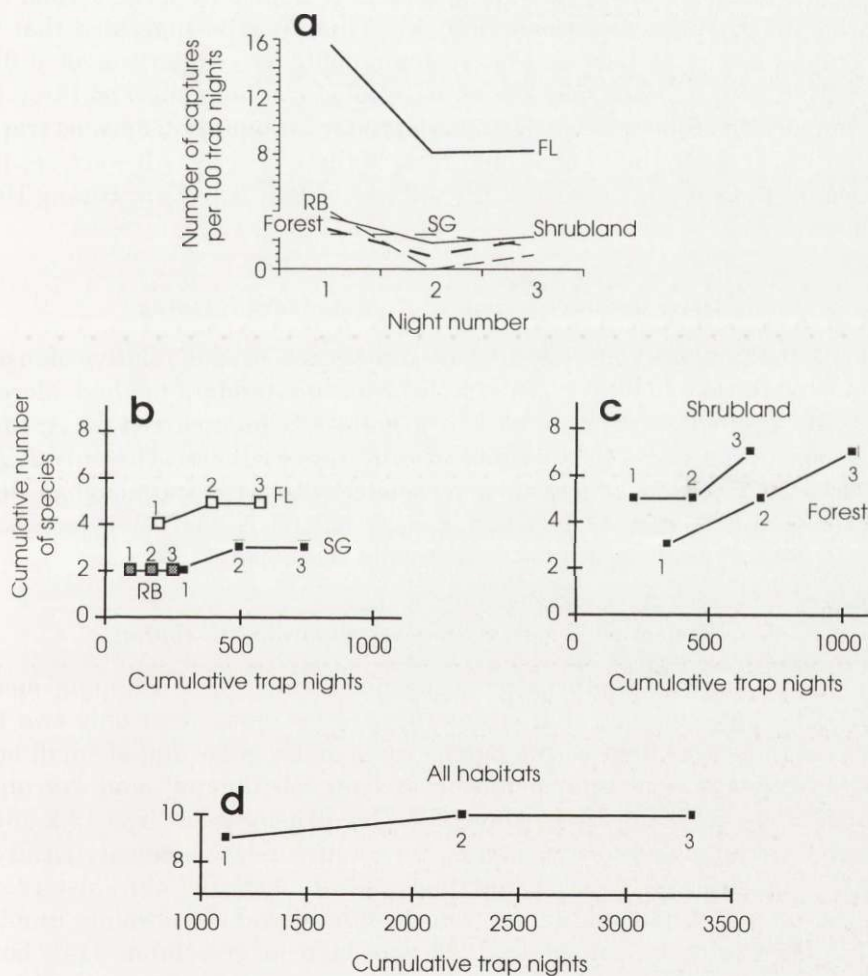 a
Number of captures
per 100 trap nights
16
12
8
4
0
FL
RB
Forest
SG
Shrubland
1 2 3
Night number
b
Cumulative number
of species
8
6
4
2
0
1 2 3 FL
1 2 3
RB
1 2 3
SG
0 500 1000
Cumulative trap nights
c
8
6
4
2
0
Shrubland
1 2 3
Forest
1 2 3
0 500 1000
Cumulative trap nights
d
All habitats
10
8
1 2 3
1000 1500 2000 2500 3000 3500
Cumulative trap nights